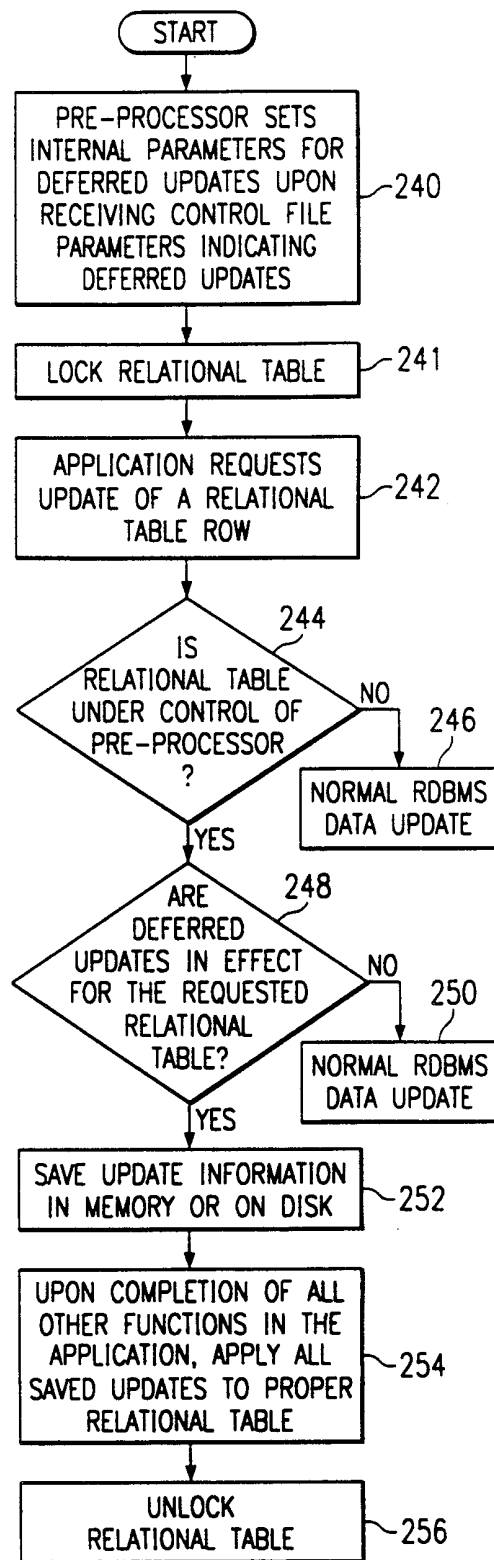 START
PRE-PROCESSOR SETS
INTERNAL PARAMETERS FOR
DEFERRED UPDATES UPON
RECEIVING CONTROL FILE
PARAMETERS INDICATING
DEFERRED UPDATES
240
LOCK RELATIONAL TABLE
241
APPLICATION REQUESTS
UPDATE OF A RELATIONAL
TABLE ROW
242
244
IS
RELATIONAL TABLE
UNDER CONTROL OF
PRE-PROCESSOR
?
NO
246
NORMAL RDBMS
DATA UPDATE
YES
248
ARE
DEFERRED
UPDATES IN EFFECT
FOR THE REQUESTED
RELATIONAL
TABLE?
NO
250
NORMAL RDBMS
DATA UPDATE
YES
SAVE UPDATE INFORMATION
IN MEMORY OR ON DISK
252
UPON COMPLETION OF ALL
OTHER FUNCTIONS IN THE
APPLICATION, APPLY ALL
SAVED UPDATES TO PROPER
RELATIONAL TABLE
254
UNLOCK
RELATIONAL TABLE
256